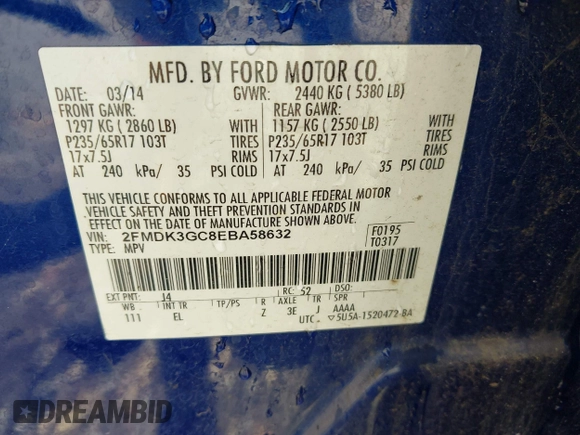 MFD. BY FORD MOTOR CO.
DATE: 03/14 GVWR: 2440 KG ( 5380 LB)
FRONT GAWR: REAR GAWR:
1297 KG ( 2860 LB) WITH 1157 KG ( 2550 LB) WITH
P235/65R17 103T TIRES P235/65R17 103T TIRES
17x7.5J RIMS 17x7.5J RIMS
AT 240 kPa/ 35 PSI COLD AT 240 kPa/ 35 PSI COLD
THIS VEHICLE CONFORMS TO ALL APPLICABLE FEDERAL MOTOR
VEHICLE SAFETY AND THEFT PREVENTION STANDARDS IN
EFFECT ON THE DATE OF MANUFACTURE SHOWN ABOVE.
VIN: 2FMDK3GC8EBA58632 F0195
TYPE: MPV T0317
EXT PNT: J4 RC: 52 DSO:
WB INT TR TP/PS R AXLE TR SPR
111 EL Z 3E J AAAA
UTC ▽5U5A-1520472-BA
DREAMBID